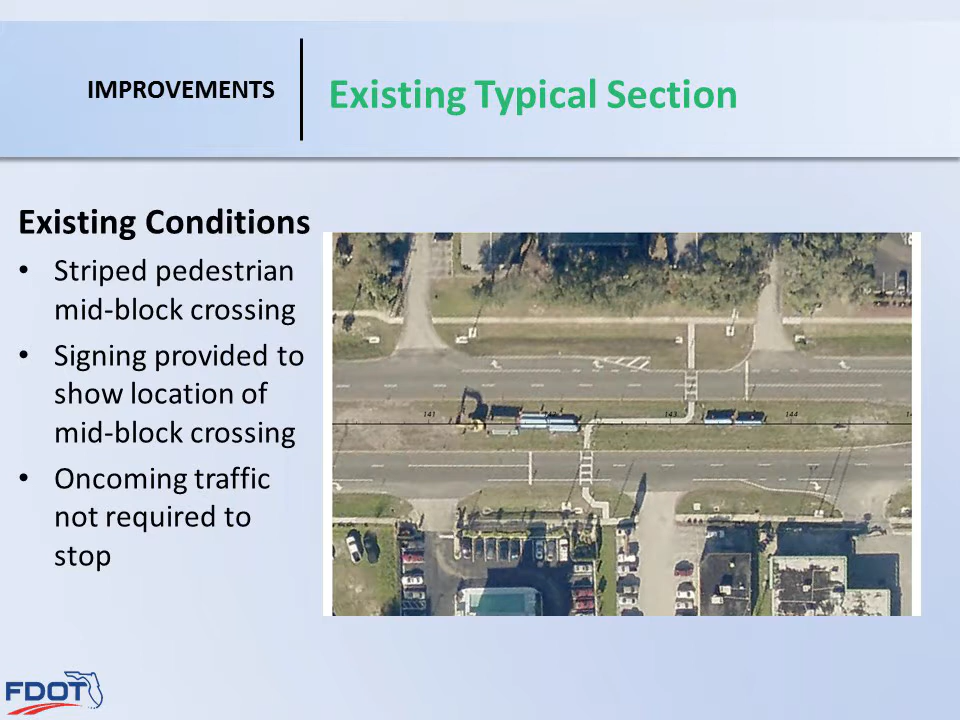 IMPROVEMENTS
Existing Typical Section
Existing Conditions
• Striped pedestrian
mid-block crossing
• Signing provided to
show location of
mid-block crossing
• Oncoming traffic
not required to
stop
141
143
144
FDOT